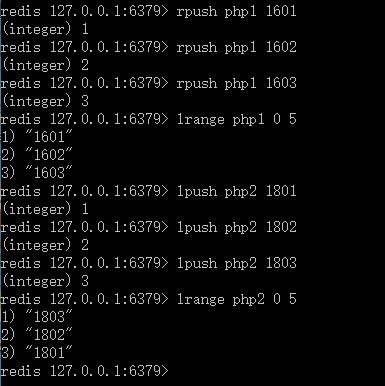 redis 127.0.0.1:6379> rpush php1 1601
(integer) 1
redis 127.0.0.1:6379> rpush php1 1602
(integer) 2
redis 127.0.0.1:6379> rpush php1 1603
(integer) 3
redis 127.0.0.1:6379> lrange php1 0 5
1) "1601"
2) "1602"
3) "1603"
redis 127.0.0.1:6379> lpush php2 1801
(integer) 1
redis 127.0.0.1:6379> lpush php2 1802
(integer) 2
redis 127.0.0.1:6379> lpush php2 1803
(integer) 3
redis 127.0.0.1:6379> lrange php2 0 5
1) "1803"
2) "1802"
3) "1801"
redis 127.0.0.1:6379>